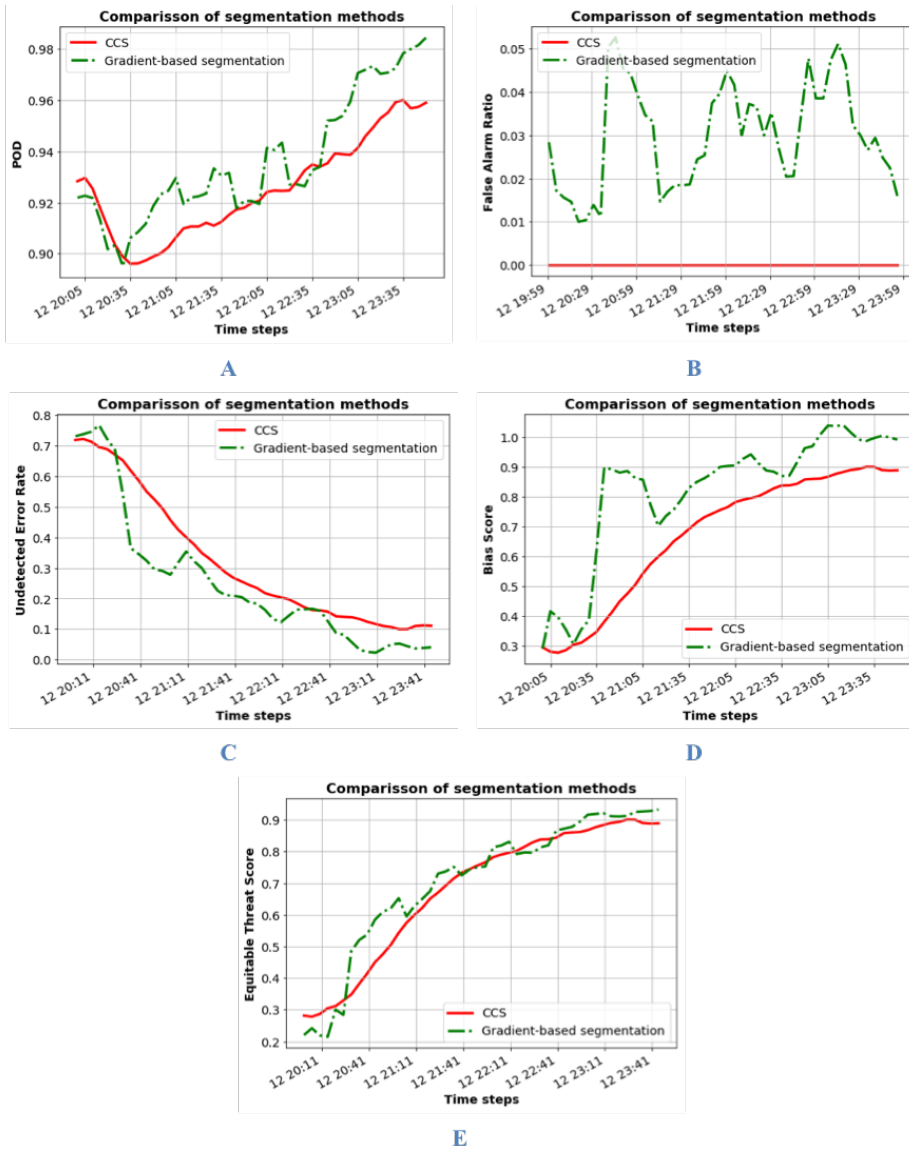 Comparisson of segmentation methods
CCS
Gradient-based segmentation
POD
0.98
0.96
0.94
0.92
0.90
12 20:05
12 20:35
12 21:05
12 21:35
12 22:05
12 22:35
12 23:05
12 23:35
Time steps
A
Comparisson of segmentation methods
CCS
Gradient-based segmentation
False Alarm Ratio
0.05
0.04
0.03
0.02
0.01
0.00
12 19:59
12 20:29
12 20:59
12 21:29
12 21:59
12 22:29
12 22:59
12 23:29
12 23:59
Time steps
B
Comparisson of segmentation methods
CCS
Gradient-based segmentation
Undetected Error Rate
0.8
0.7
0.6
0.5
0.4
0.3
0.2
0.1
0.0
12 20:11
12 20:41
12 21:11
12 21:41
12 22:11
12 22:41
12 23:11
12 23:41
Time steps
C
Comparisson of segmentation methods
CCS
Gradient-based segmentation
Bias Score
1.0
0.9
0.8
0.7
0.6
0.5
0.4
0.3
12 20:05
12 20:35
12 21:05
12 21:35
12 22:05
12 22:35
12 23:05
12 23:35
Time steps
D
Comparisson of segmentation methods
CCS
Gradient-based segmentation
Equitable Threat Score
0.9
0.8
0.7
0.6
0.5
0.4
0.3
0.2
12 20:11
12 20:41
12 21:11
12 21:41
12 22:11
12 22:41
12 23:11
12 23:41
Time steps
E